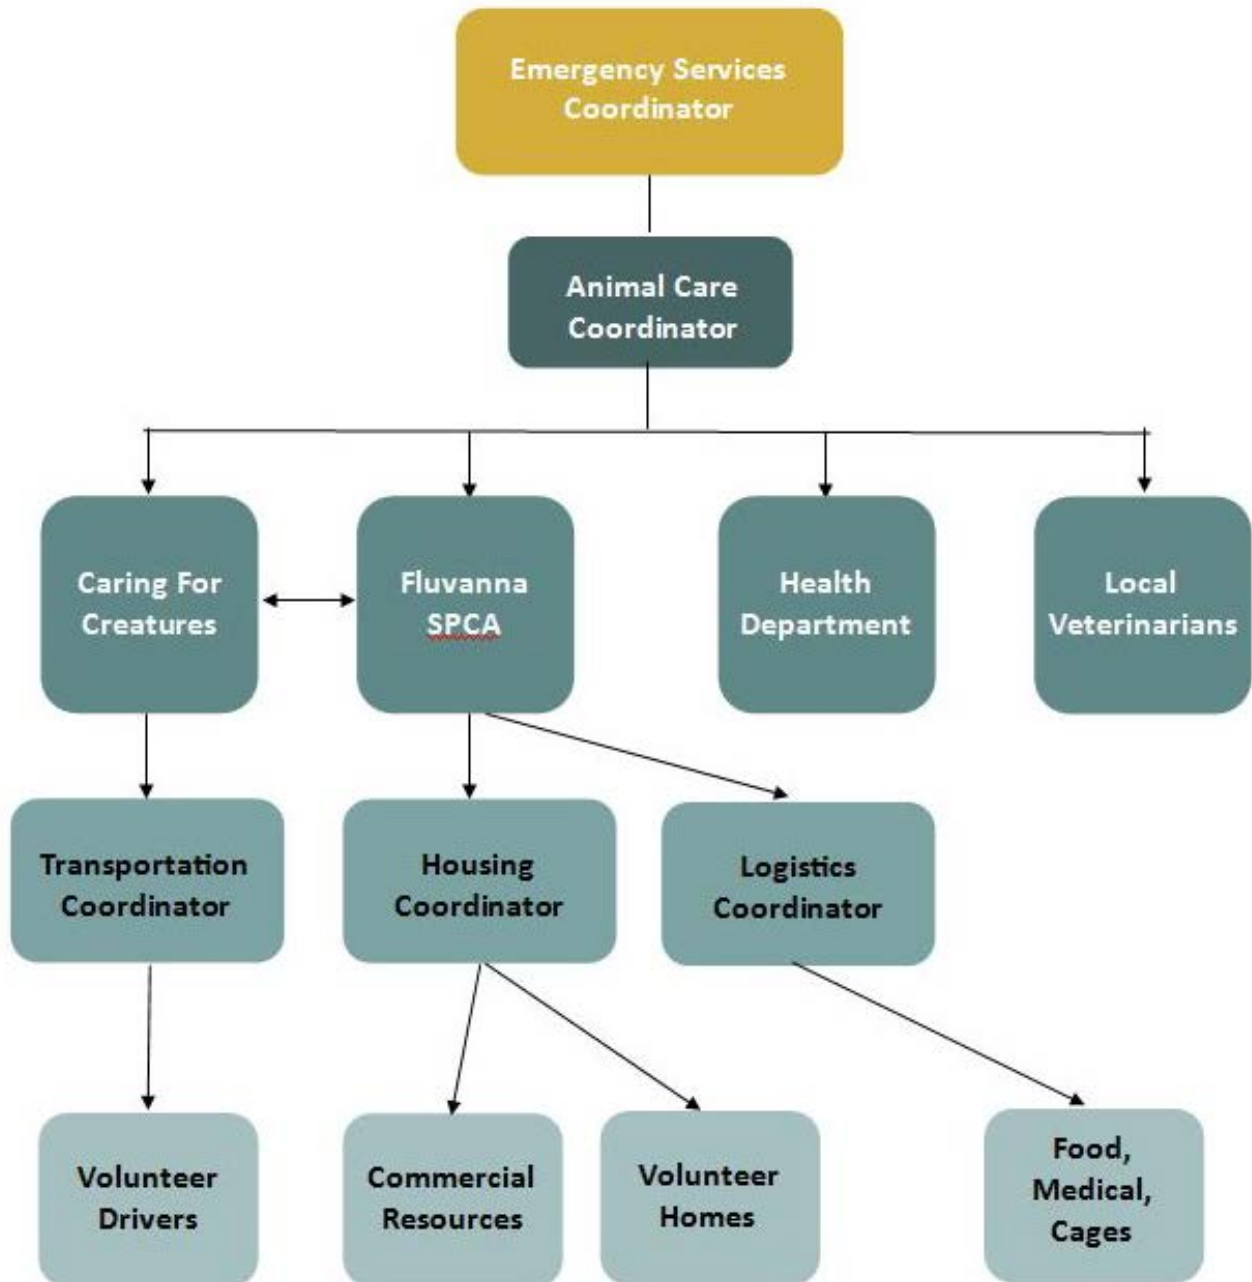 Emergency Services
Coordinator
Animal Care
Coordinator
Caring For
Creatures
Fluvanna
SPCA
Health
Department
Local
Veterinarians
Transportation
Coordinator
Housing
Coordinator
Logistics
Coordinator
Volunteer
Drivers
Commercial
Resources
Volunteer
Homes
Food,
Medical,
Cages